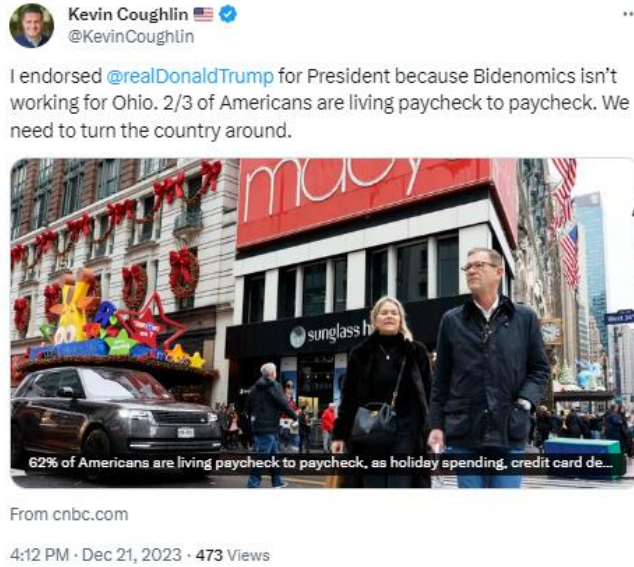 Kevin Coughlin
@KevinCoughlin
I endorsed @realDonaldTrump for President because Bidenomics isn't
working for Ohio. 2/3 of Americans are living paycheck to paycheck. We
need to turn the country around.
macy
sunglass h
West 34
62% of Americans are living paycheck to paycheck, as holiday spending, credit card de...
From cnbc.com
4:12 PM · Dec 21, 2023 · 473 Views